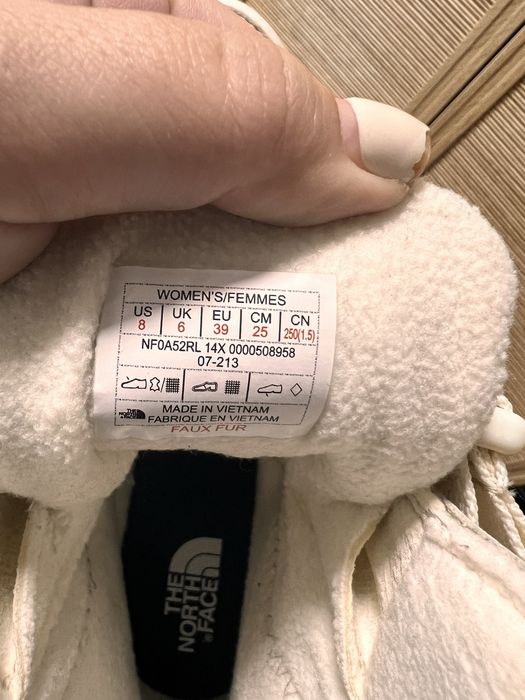 WOMEN'S/FEMMES
US UK EU CM CN
8 6 39 25 250(1.5)
NF0A52RL 14X 0000508958
07-213
THE NORTH FACE
MADE IN VIETNAM
FABRIQUE EN VIETNAM
FAUX FUR
THE
NORTH
FACE